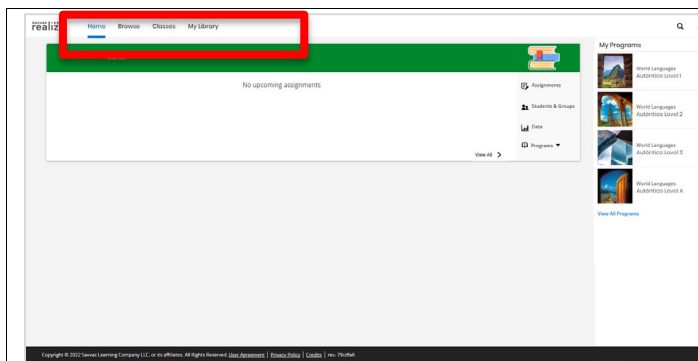 realiz
Home Browse Classes My Library
My Programs
No upcoming assignments
Assignments
Students & Groups
Data
Programs
View All
World Languages
Auténtico Level 1
World Languages
Auténtico Level 2
World Languages
Auténtico Level 3
World Languages
Auténtico Level A
View All Programs
Copyright © 2022 Savvas Learning Company LLC. or its affiliates. All Rights Reserved. User Agreement | Privacy Policy | Credits | rev. 79cd6a6